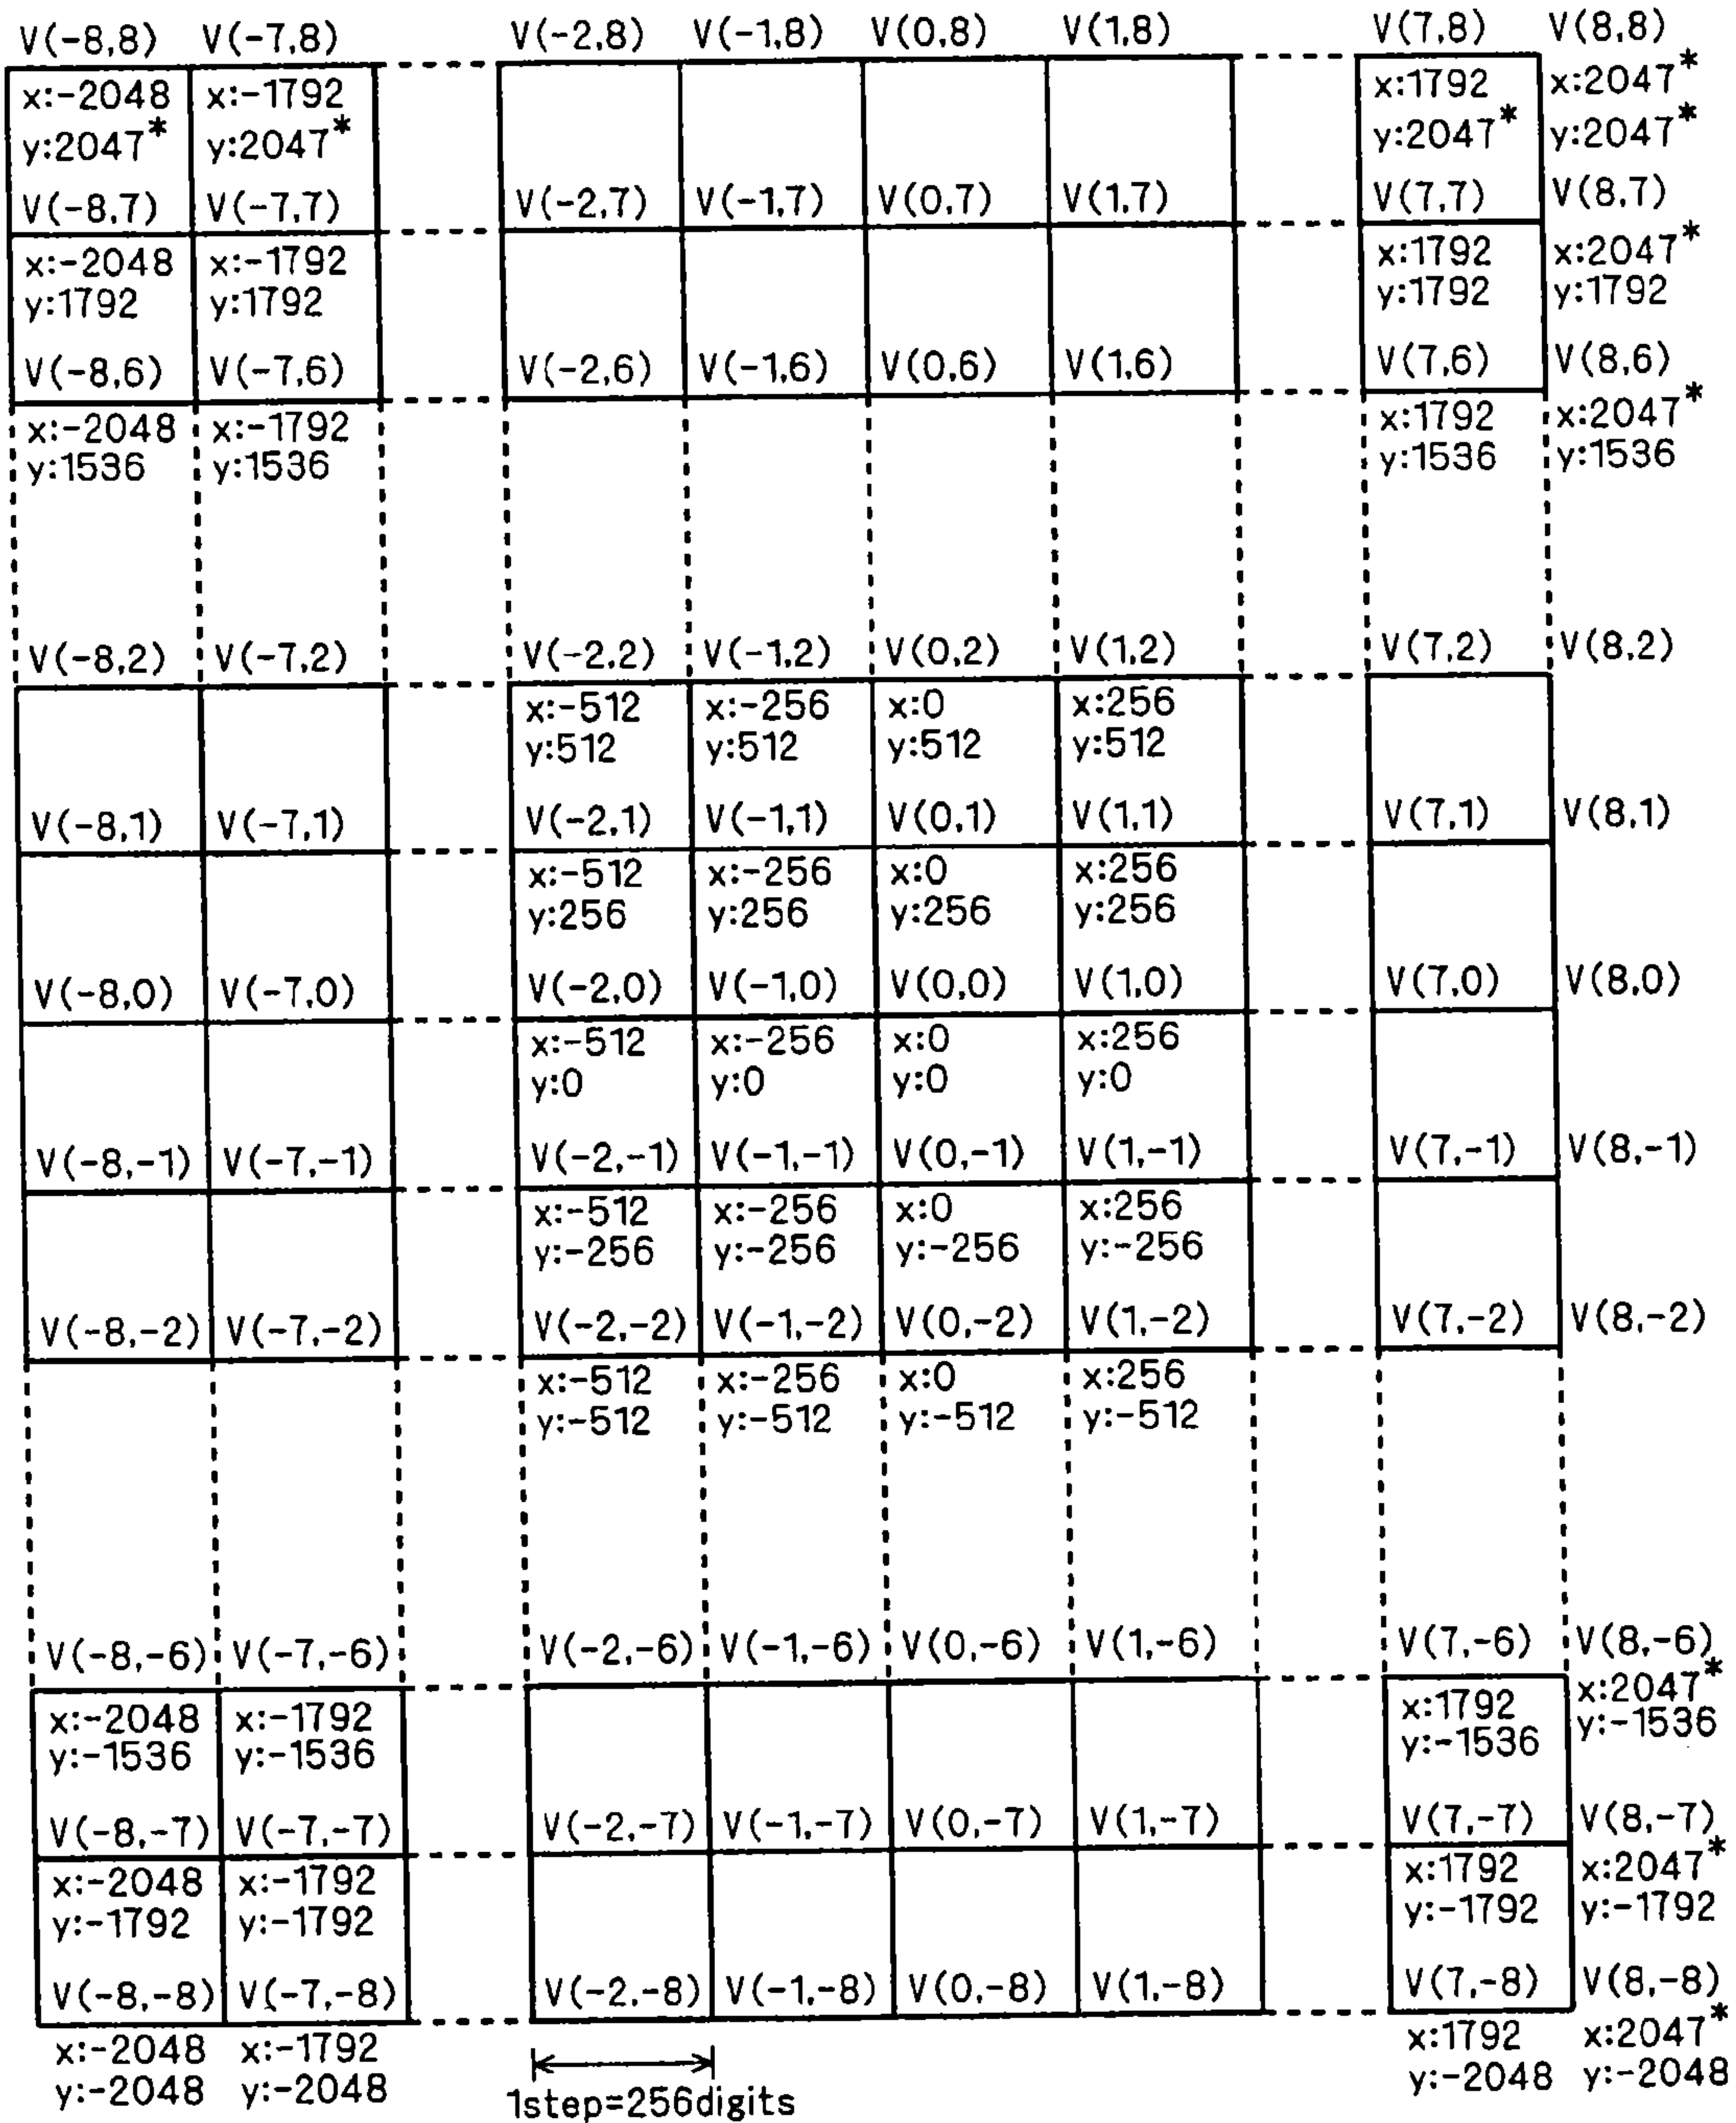 V(-8,8) V(-7,8) V(-2,8) V(-1,8) V(0,8) V(1,8) V(7,8) V(8,8)
x:-2048 x:-1792 x:1792 x:2047*
y:2047* y:2047* y:2047* y:2047*
V(-8,7) V(-7,7) V(-2,7) V(-1,7) V(0,7) V(1,7) V(7,7) V(8,7)
x:-2048 x:-1792 x:1792 x:2047*
y:1792 y:1792 y:1792 y:1792
V(-8,6) V(-7,6) V(-2,6) V(-1,6) V(0,6) V(1,6) V(7,6) V(8,6)
x:-2048 x:-1792 x:1792 x:2047*
y:1536 y:1536 y:1536 y:1536
V(-8,2) V(-7,2) V(-2,2) V(-1,2) V(0,2) V(1,2) V(7,2) V(8,2)
x:-512 x:-256 x:0 x:256
y:512 y:512 y:512 y:512
V(-8,1) V(-7,1) V(-2,1) V(-1,1) V(0,1) V(1,1) V(7,1) V(8,1)
x:-512 x:-256 x:0 x:256
y:256 y:256 y:256 y:256
V(-8,0) V(-7,0) V(-2,0) V(-1,0) V(0,0) V(1,0) V(7,0) V(8,0)
x:-512 x:-256 x:0 x:256
y:0 y:0 y:0 y:0
V(-8,-1) V(-7,-1) V(-2,-1) V(-1,-1) V(0,-1) V(1,-1) V(7,-1) V(8,-1)
x:-512 x:-256 x:0 x:256
y:-256 y:-256 y:-256 y:-256
V(-8,-2) V(-7,-2) V(-2,-2) V(-1,-2) V(0,-2) V(1,-2) V(7,-2) V(8,-2)
x:-512 x:-256 x:0 x:256
y:-512 y:-512 y:-512 y:-512
V(-8,-6) V(-7,-6) V(-2,-6) V(-1,-6) V(0,-6) V(1,-6) V(7,-6) V(8,-6)
x:-2048 x:-1792 x:1792 x:2047*
y:-1536 y:-1536 y:-1536 y:-1536
V(-8,-7) V(-7,-7) V(-2,-7) V(-1,-7) V(0,-7) V(1,-7) V(7,-7) V(8,-7)
x:-2048 x:-1792 x:1792 x:2047*
y:-1792 y:-1792 y:-1792 y:-1792
V(-8,-8) V(-7,-8) V(-2,-8) V(-1,-8) V(0,-8) V(1,-8) V(7,-8) V(8,-8)
x:-2048 x:-1792 x:1792 x:2047*
y:-2048 y:-2048 y:-2048 y:-2048
1step=256digits